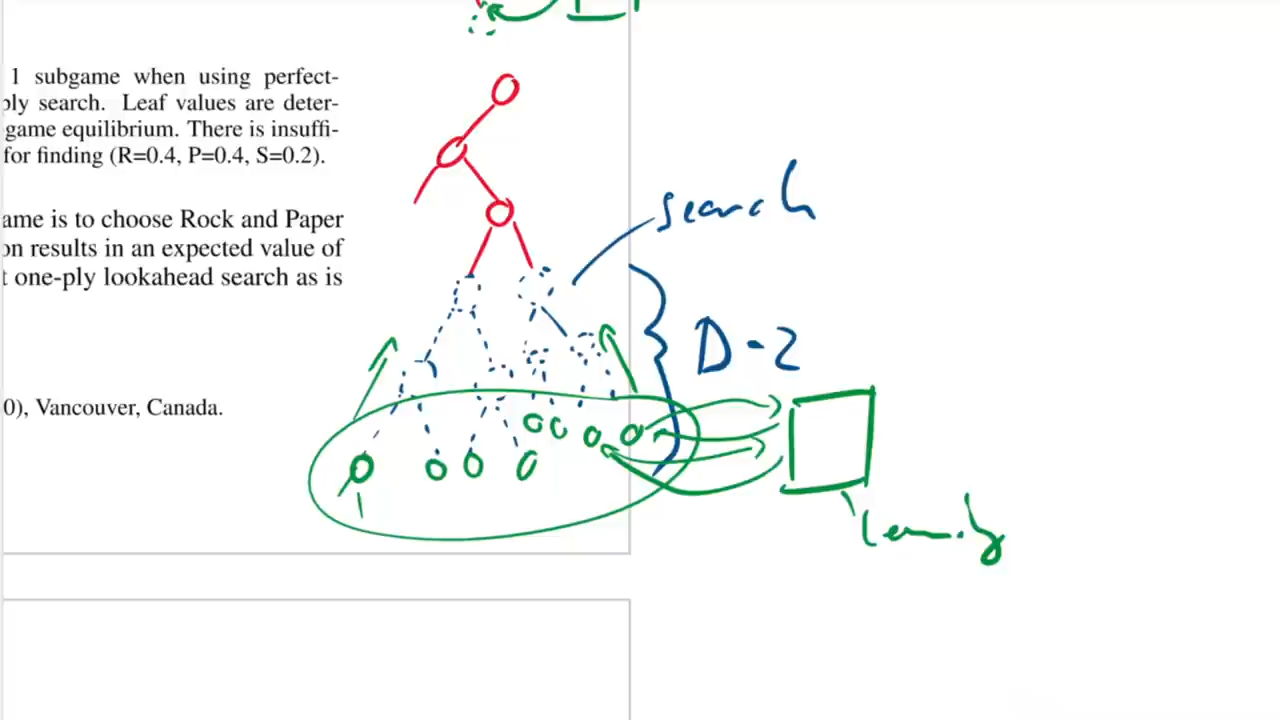 1 subgame when using perfect-
ply search. Leaf values are deter-
game equilibrium. There is insuffi-
for finding (R=0.4, P=0.4, S=0.2).
ame is to choose Rock and Paper
on results in an expected value of
t one-ply lookahead search as is
0), Vancouver, Canada.
search
D-2